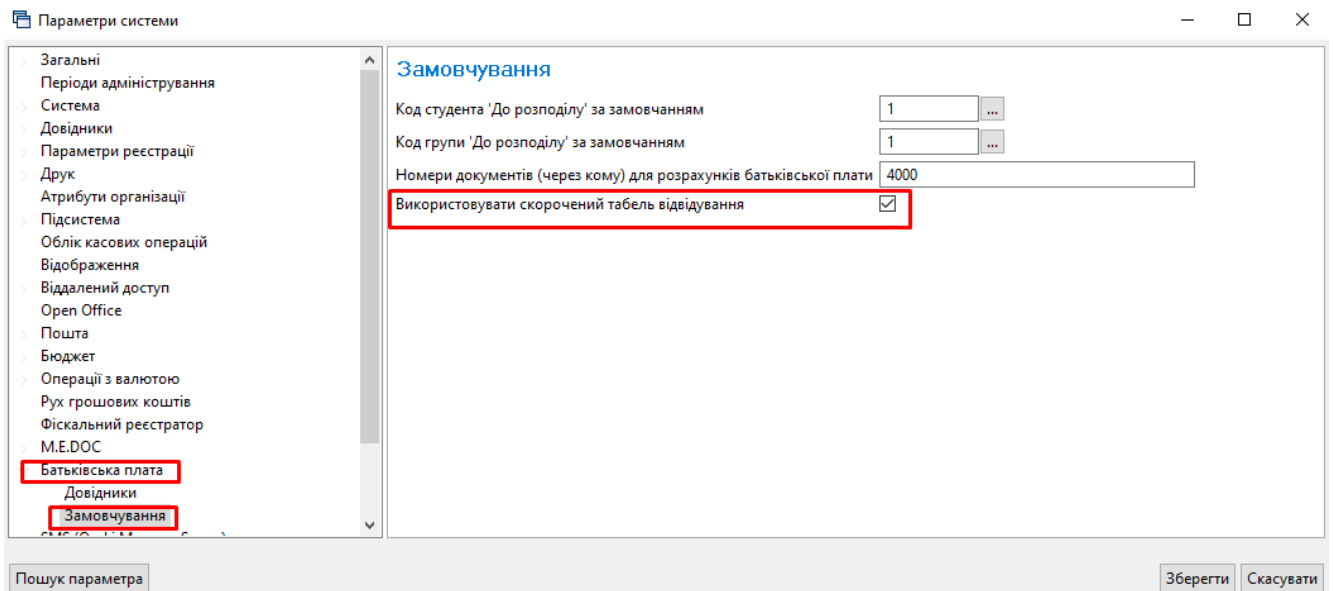 Параметри системи
Загальні
Періоди адміністрування
Система
Довідники
Параметри реєстрації
Друк
Атрибути організації
Підсистема
Облік касових операцій
Відображення
Віддалений доступ
Open Office
Пошта
Бюджет
Операції з валютою
Рух грошових коштів
Фіскальний реєстратор
M.E.DOC
Батьківська плата
Довідники
Замовчування
Замовчування
Код студента 'До розподілу' за замовчанням 1 ...
Код групи 'До розподілу' за замовчанням 1 ...
Номери документів (через кому) для розрахунків батьківської плати 4000
Використовувати скорочений табель відвідування
Пошук параметра
Зберегти Скасувати